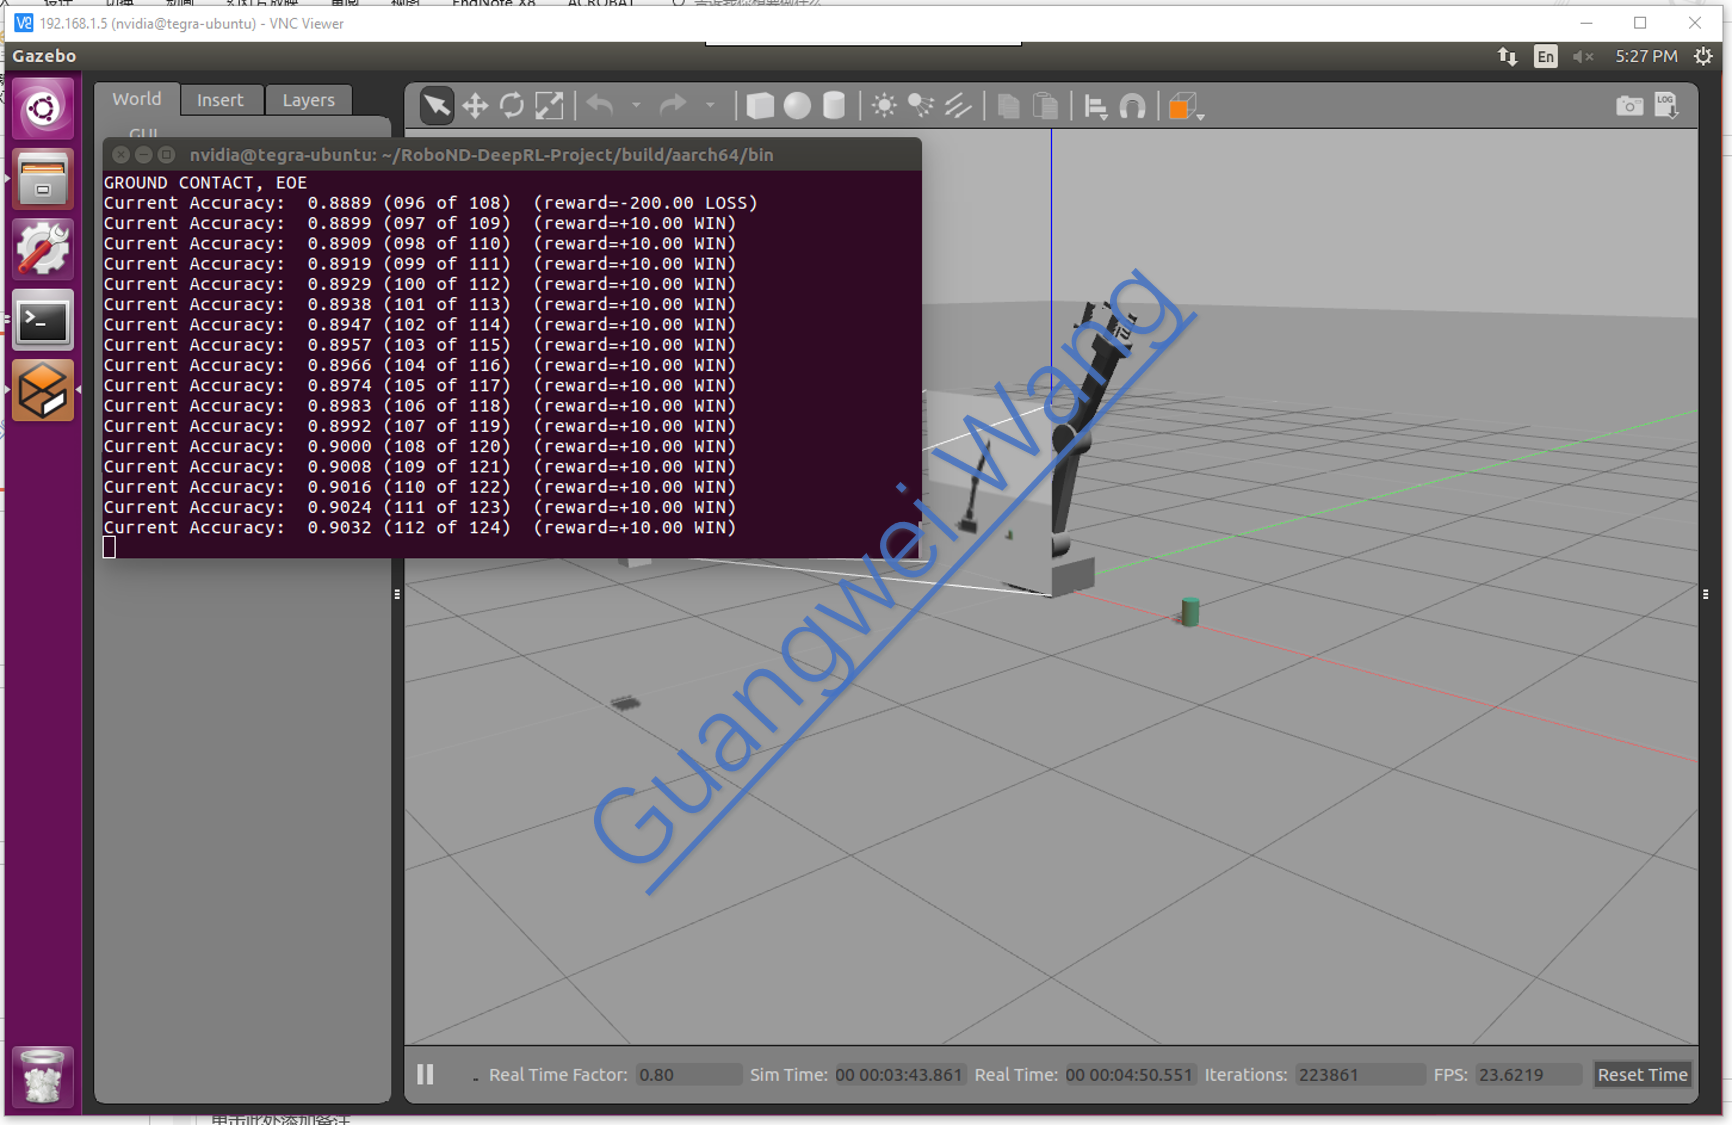 EndNote X8
ACROBAT
192.168.1.5 (nvidia@tegra-ubuntu) - VNC Viewer
Gazebo
En
5:27 PM
World
Insert
Layers
GUI
LOG
nvidia@tegra-ubuntu: ~/RoboND-DeepRL-Project/build/aarch64/bin
GROUND CONTACT, EOE
Current Accuracy:  0.8889 (096 of 108)  (reward=-200.00 LOSS)
Current Accuracy:  0.8899 (097 of 109)  (reward=+10.00 WIN)
Current Accuracy:  0.8909 (098 of 110)  (reward=+10.00 WIN)
Current Accuracy:  0.8919 (099 of 111)  (reward=+10.00 WIN)
Current Accuracy:  0.8929 (100 of 112)  (reward=+10.00 WIN)
Current Accuracy:  0.8938 (101 of 113)  (reward=+10.00 WIN)
Current Accuracy:  0.8947 (102 of 114)  (reward=+10.00 WIN)
Current Accuracy:  0.8957 (103 of 115)  (reward=+10.00 WIN)
Current Accuracy:  0.8966 (104 of 116)  (reward=+10.00 WIN)
Current Accuracy:  0.8974 (105 of 117)  (reward=+10.00 WIN)
Current Accuracy:  0.8983 (106 of 118)  (reward=+10.00 WIN)
Current Accuracy:  0.8992 (107 of 119)  (reward=+10.00 WIN)
Current Accuracy:  0.9000 (108 of 120)  (reward=+10.00 WIN)
Current Accuracy:  0.9008 (109 of 121)  (reward=+10.00 WIN)
Current Accuracy:  0.9016 (110 of 122)  (reward=+10.00 WIN)
Current Accuracy:  0.9024 (111 of 123)  (reward=+10.00 WIN)
Current Accuracy:  0.9032 (112 of 124)  (reward=+10.00 WIN)
Guangwei Wang
Real Time Factor: 0.80 Sim Time: 00 00:03:43.861 Real Time: 00 00:04:50.551 Iterations: 223861 FPS: 23.6219 Reset Time
单击此处添加备注